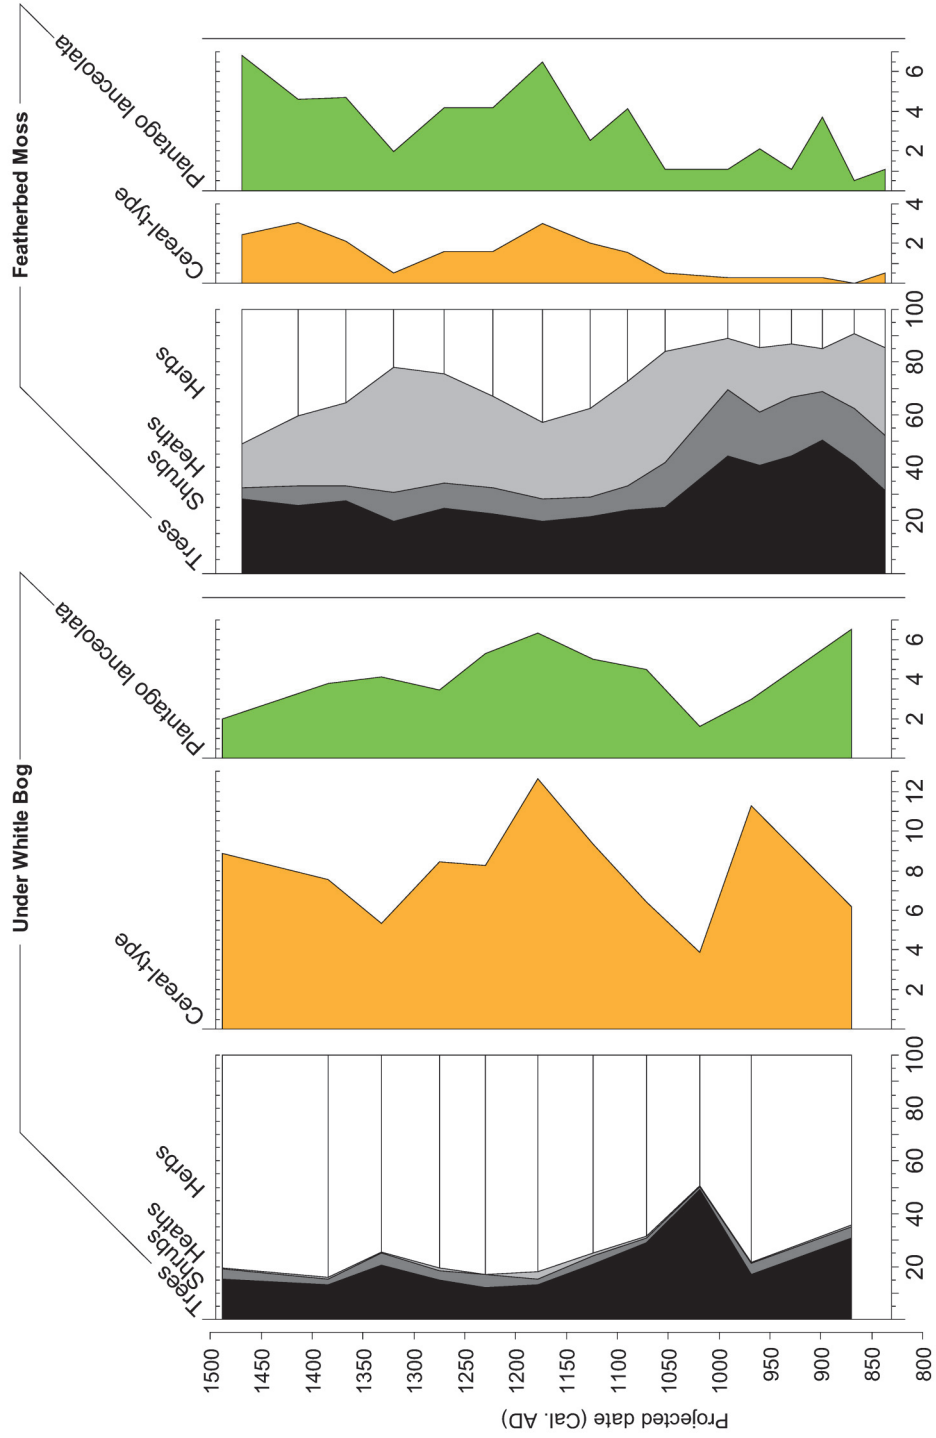 Under Whitle Bog
Featherbed Moss
Trees
Shrubs
Heaths
Herbs
Cereal-type
Plantago lanceolata
Trees
Shrubs
Heaths
Herbs
Cereal-type
Plantago lanceolata
Projected date (Cal. AD)
1500
1450
1400
1350
1300
1250
1200
1150
1100
1050
1000
950
900
850
800
20 40 60 80 100
2 4 6 8 10 12
2 4 6
20 40 60 80 100
2 4
2 4 6